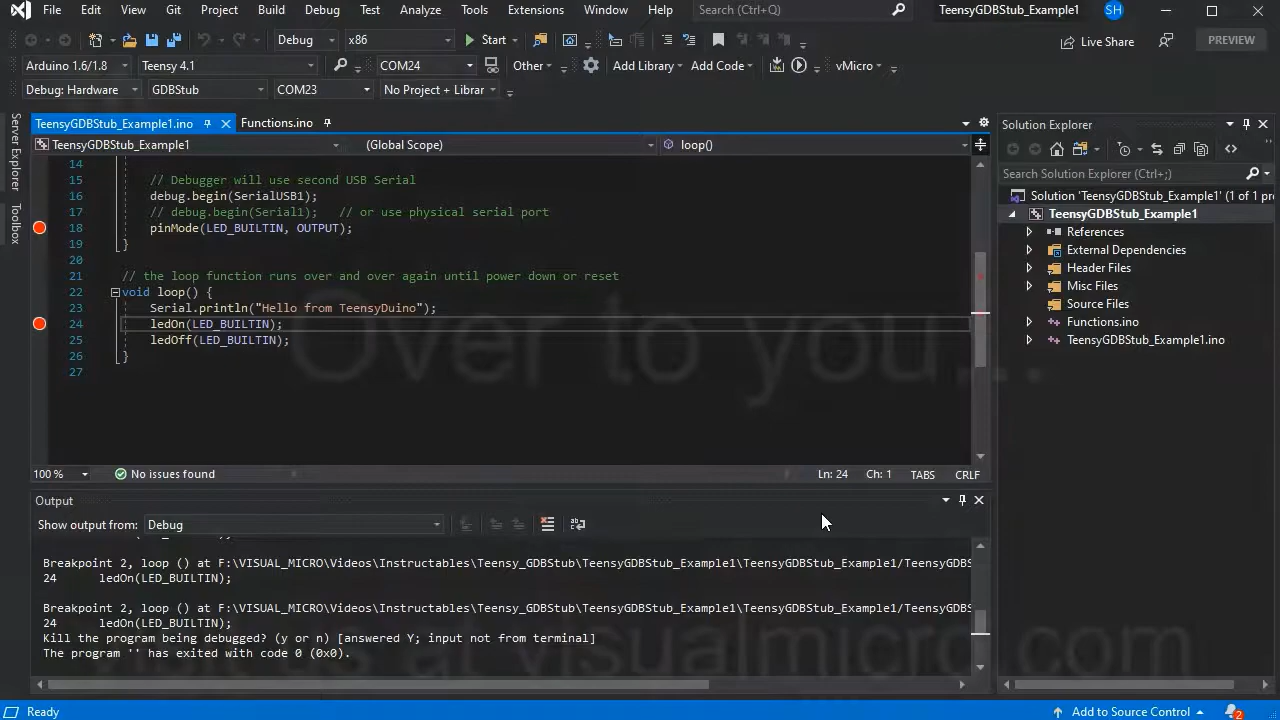 File Edit View Git Project Build Debug Test Analyze Tools Extensions Window Help Search (Ctrl+Q) TeensyGDBStub_Example1 SH
Debug x86 Start Live Share PREVIEW
Arduino 1.6/1.8 Teensy 4.1 COM24 Other Add Library Add Code vMicro
Debug: Hardware GDBStub COM23 No Project + Librar
Server Explorer
Toolbox
TeensyGDBStub_Example1.ino Functions.ino
TeensyGDBStub_Example1 (Global Scope) loop()
14
15 // Debugger will use second USB Serial
16 debug.begin(SerialUSB1);
17 // debug.begin(Serial1); // or use physical serial port
18 pinMode(LED_BUILTIN, OUTPUT);
19 }
20
21 // the loop function runs over and over again until power down or reset
22 void loop() {
23 Serial.println("Hello from TeensyDuino");
24 ledOn(LED_BUILTIN);
25 ledOff(LED_BUILTIN);
26 }
27
Over to you...
100 % No issues found Ln: 24 Ch: 1 TABS CRLF
Output
Show output from: Debug
Breakpoint 2, loop () at F:\VISUAL_MICRO\Videos\Instructables\Teensy_GDBStub\TeensyGDBStub_Example1\TeensyGDBStub_Example1/TeensyGDBS
24 ledOn(LED_BUILTIN);
Breakpoint 2, loop () at F:\VISUAL_MICRO\Videos\Instructables\Teensy_GDBStub\TeensyGDBStub_Example1\TeensyGDBStub_Example1/TeensyGDBS
24 ledOn(LED_BUILTIN);
Kill the program being debugged? (y or n) [answered Y; input not from terminal]
The program '' has exited with code 0 (0x0).
at visualmicro.com
Solution Explorer
Search Solution Explorer (Ctrl+;)
Solution 'TeensyGDBStub_Example1' (1 of 1 pr
TeensyGDBStub_Example1
References
External Dependencies
Header Files
Misc Files
Source Files
Functions.ino
TeensyGDBStub_Example1.ino
Ready Add to Source Control 2